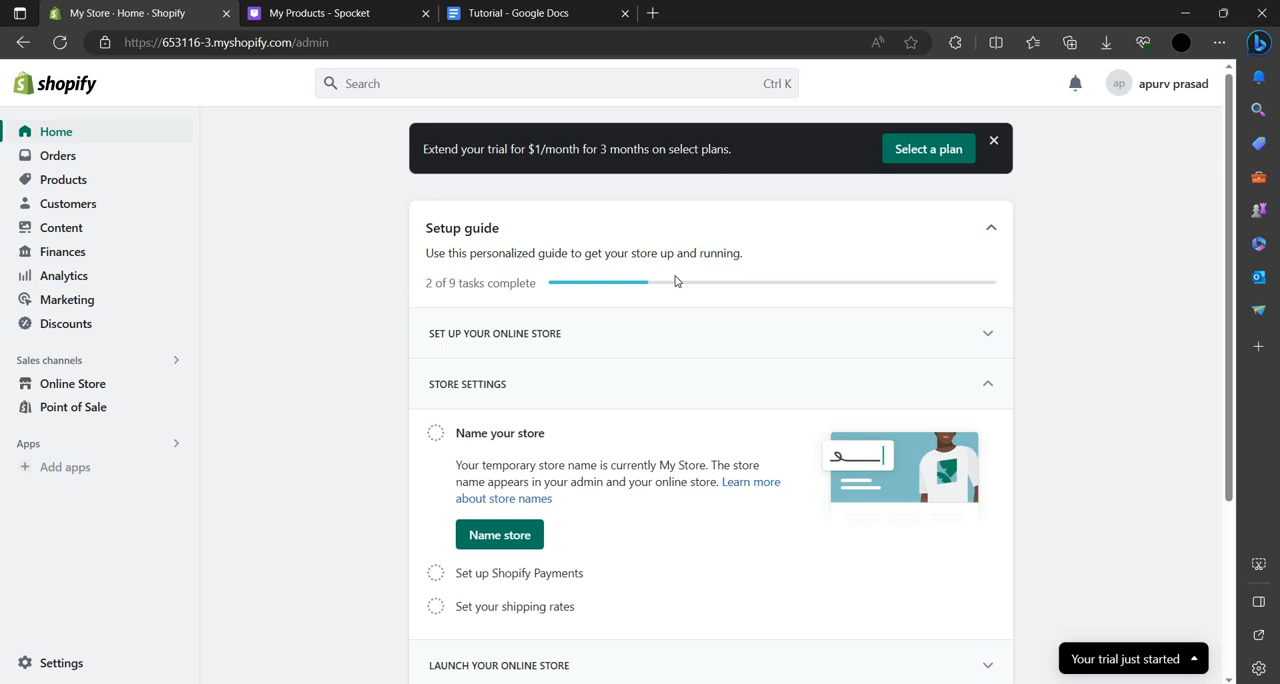 My Store · Home · Shopify
My Products - Spocket
Tutorial - Google Docs
https://653116-3.myshopify.com/admin
shopify
Search
Ctrl K
ap
apurv prasad
Home
Orders
Products
Customers
Content
Finances
Analytics
Marketing
Discounts
Sales channels
Online Store
Point of Sale
Apps
Add apps
Settings
Extend your trial for $1/month for 3 months on select plans.
Select a plan
Setup guide
Use this personalized guide to get your store up and running.
2 of 9 tasks complete
SET UP YOUR ONLINE STORE
STORE SETTINGS
Name your store
Your temporary store name is currently My Store. The store
name appears in your admin and your online store. Learn more
about store names
Name store
Set up Shopify Payments
Set your shipping rates
LAUNCH YOUR ONLINE STORE
Your trial just started